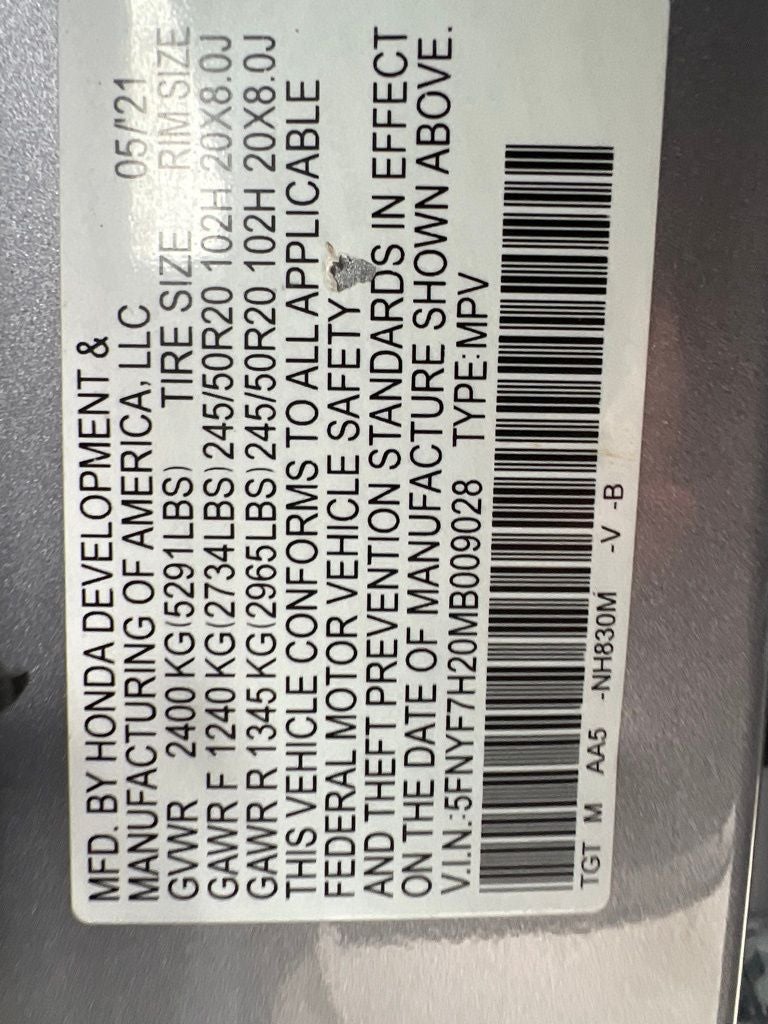 MFD. BY HONDA DEVELOPMENT &
MANUFACTURING OF AMERICA, LLC 05/'21
GVWR 2400 KG(5291LBS) TIRE SIZE RIM SIZE
GAWR F 1240 KG(2734LBS)245/50R20 102H 20X8.0J
GAWR R 1345 KG(2965LBS)245/50R20 102H 20X8.0J
THIS VEHICLE CONFORMS TO ALL APPLICABLE
FEDERAL MOTOR VEHICLE SAFETY
AND THEFT PREVENTION STANDARDS IN EFFECT
ON THE DATE OF MANUFACTURE SHOWN ABOVE.
V.I.N.:5FNYF7H20MB009028 TYPE:MPV
TGT M AA5 -NH830M -V -B